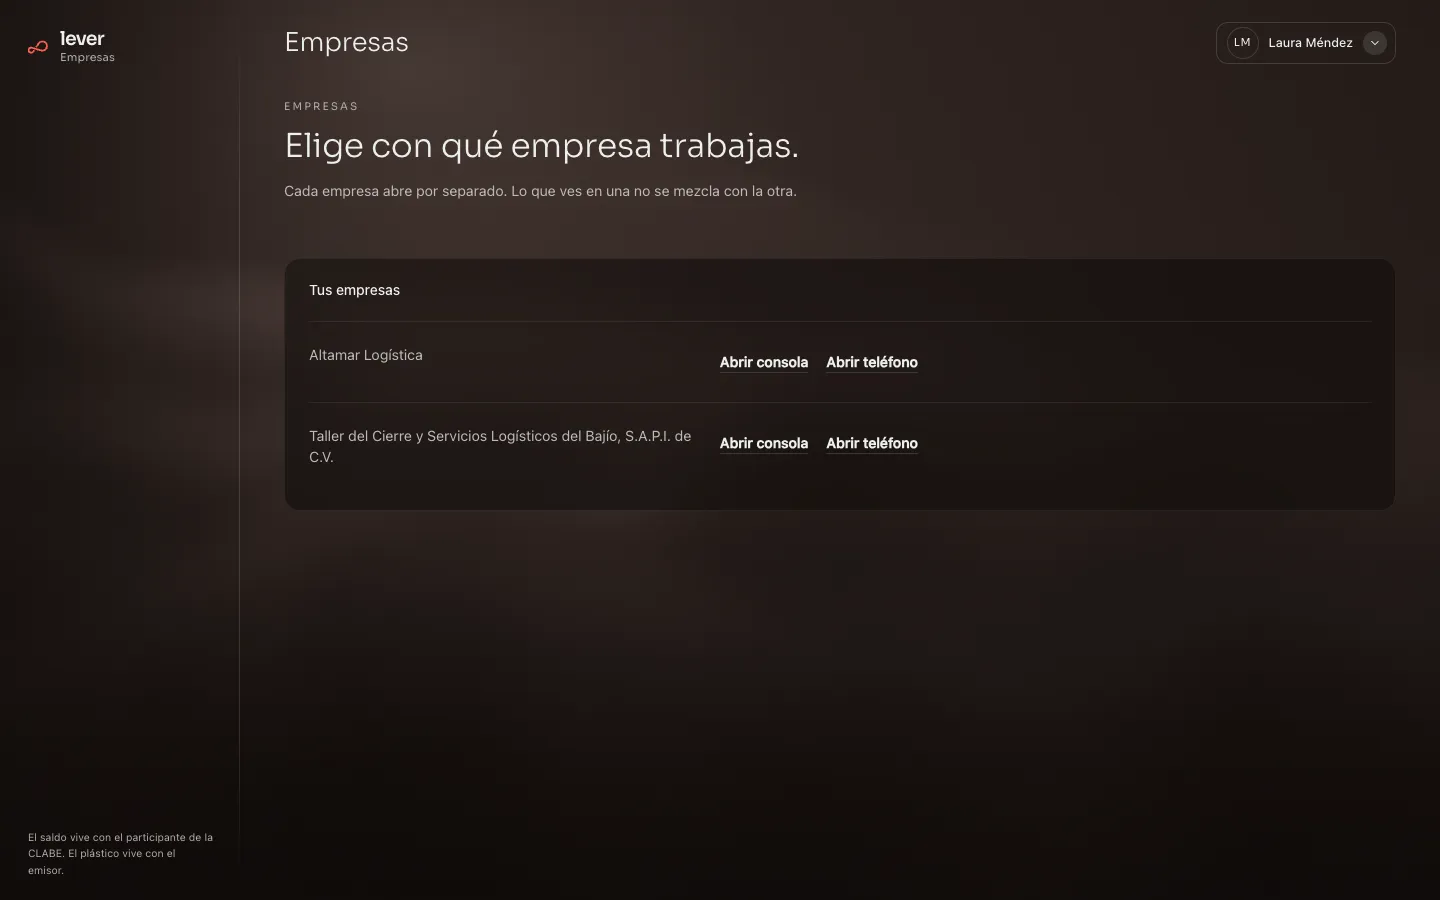 lever
Empresas
Empresas
LM
Laura Méndez
EMPRESAS
Elige con qué empresa trabajas.
Cada empresa abre por separado. Lo que ves en una no se mezcla con la otra.
Tus empresas
Altamar Logística
Abrir consola
Abrir teléfono
Taller del Cierre y Servicios Logísticos del Bajío, S.A.P.I. de
C.V.
Abrir consola
Abrir teléfono
El saldo vive con el participante de la
CLABE. El plástico vive con el
emisor.